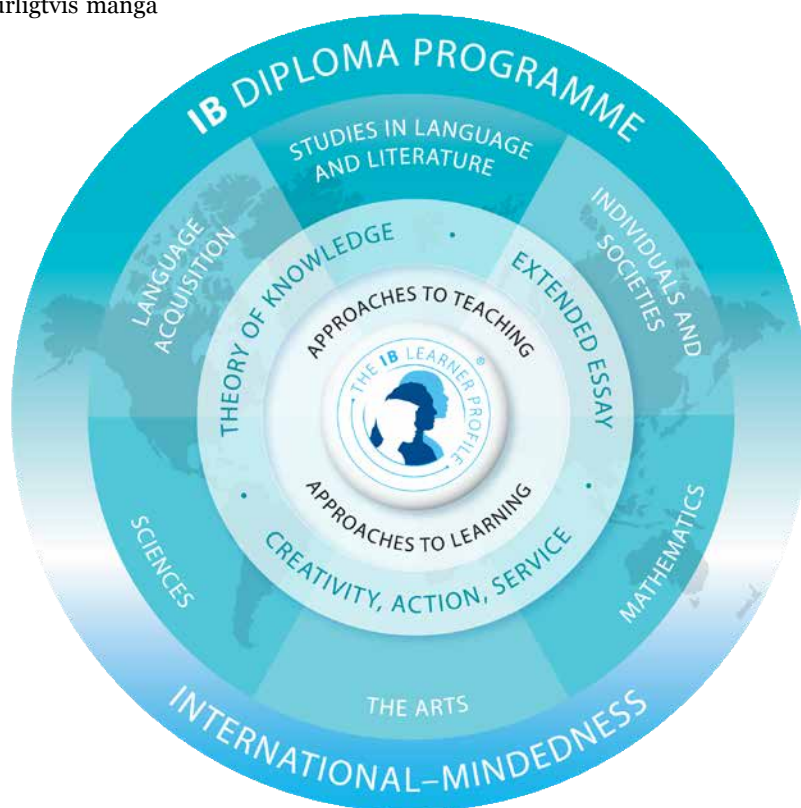 urligtvis många
IB DIPLOMA PROGRAMME
STUDIES IN LANGUAGE
AND LITERATURE
LANGUAGE
ACQUISITION
INDIVIDUALS AND
SOCIETIES
THEORY OF KNOWLEDGE
·
EXTENDED ESSAY
APPROACHES TO TEACHING
THE IB LEARNER PROFILE
®
APPROACHES TO LEARNING
·
·
CREATIVITY, ACTION, SERVICE
SCIENCES
MATHEMATICS
THE ARTS
INTERNATIONAL–MINDEDNESS